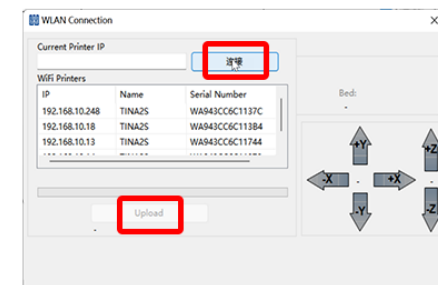 WLAN Connection
Current Printer IP
连接
WiFi Printers
IP Name Serial Number
192.168.10.248 TINA2S WA943CC6C1137C
192.168.10.18 TINA2S WA943CC6C113B4
192.168.10.13 TINA2S WA943CC6C11744
Upload
Bed:
+Y
+Z
-X
+X
-Y
-Z